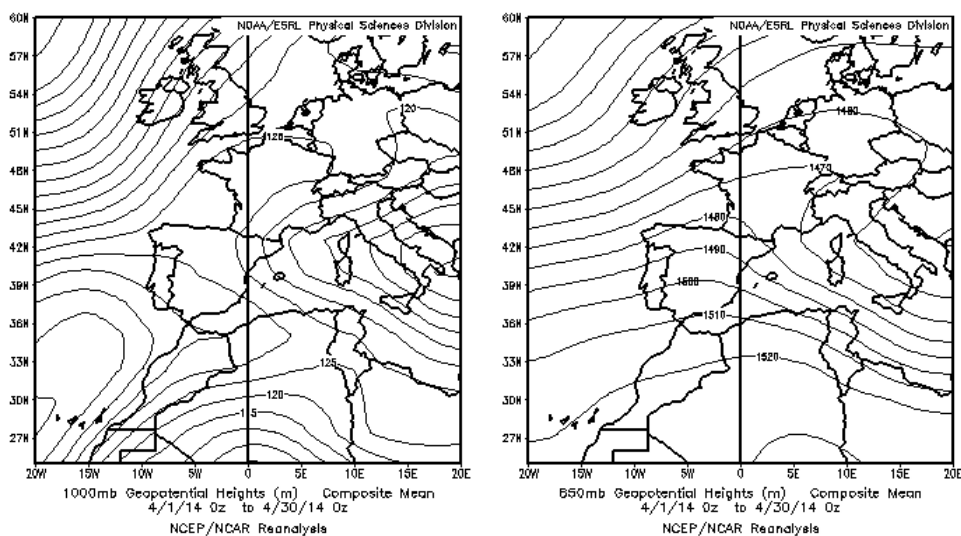 NOAA/ESRL Physical Sciences Division
60N
57N
54N
51N
48N
45N
42N
39N
36N
33N
30N
27N
120
120
125
120
115
20W 15W 10W 5W 0 5E 10E 15E 20E
1000mb Geopotential Heights (m) Composite Mean
4/1/14 0z to 4/30/14 0z
NCEP/NCAR Reanalysis
NOAA/ESRL Physical Sciences Division
60N
57N
54N
51N
48N
45N
42N
39N
36N
33N
30N
27N
1470
1490
1510
1520
20W 15W 10W 5W 0 5E 10E 15E 20E
850mb Geopotential Heights (m) Composite Mean
4/1/14 0z to 4/30/14 0z
NCEP/NCAR Reanalysis